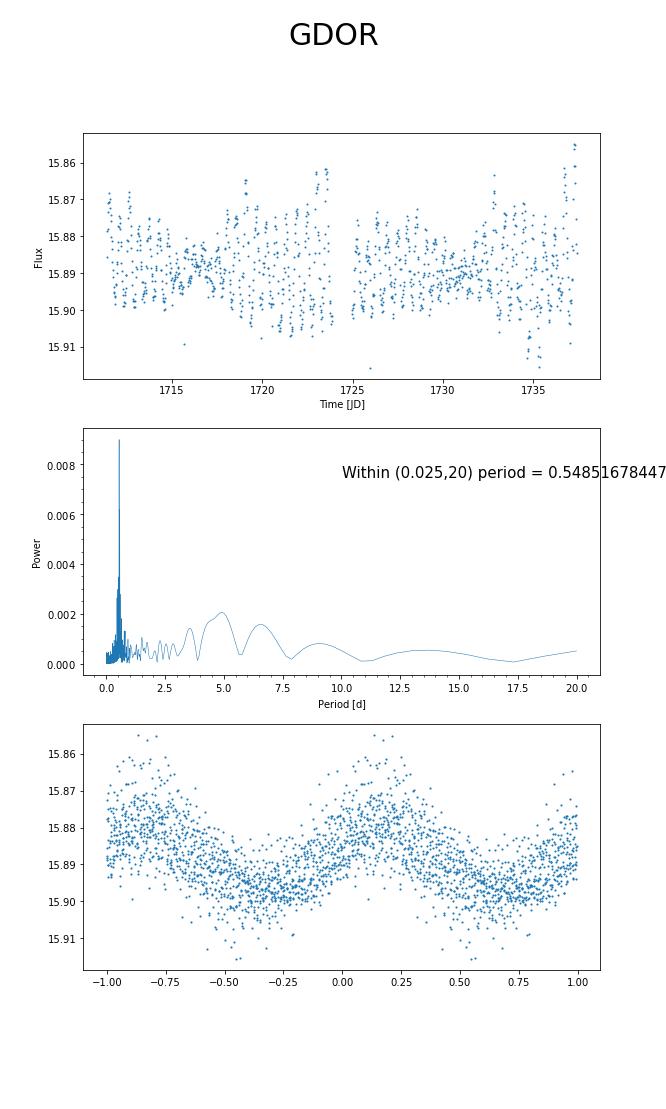 GDOR
15.86
15.87
15.88
15.89
15.90
15.91
Flux
1715 1720 1725 1730 1735
Time [JD]
0.008
0.006
0.004
0.002
0.000
Power
Within (0.025,20) period = 0.54851678447
0.0 2.5 5.0 7.5 10.0 12.5 15.0 17.5 20.0
Period [d]
15.86
15.87
15.88
15.89
15.90
15.91
−1.00 −0.75 −0.50 −0.25 0.00 0.25 0.50 0.75 1.00